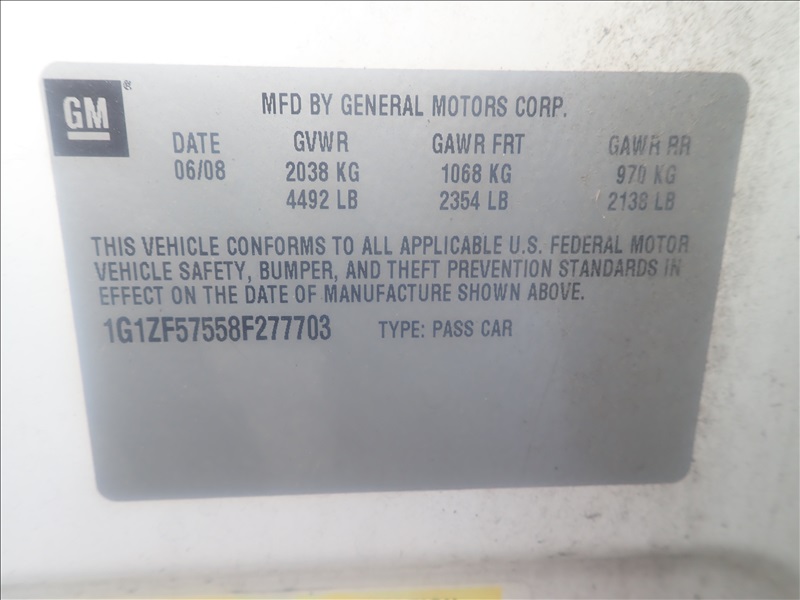 GM ®
MFD BY GENERAL MOTORS CORP.
DATE GVWR GAWR FRT GAWR RR
06/08 2038 KG 1068 KG 970 KG
4492 LB 2354 LB 2138 LB
THIS VEHICLE CONFORMS TO ALL APPLICABLE U.S. FEDERAL MOTOR
VEHICLE SAFETY, BUMPER, AND THEFT PREVENTION STANDARDS IN
EFFECT ON THE DATE OF MANUFACTURE SHOWN ABOVE.
1G1ZF57558F277703 TYPE: PASS CAR